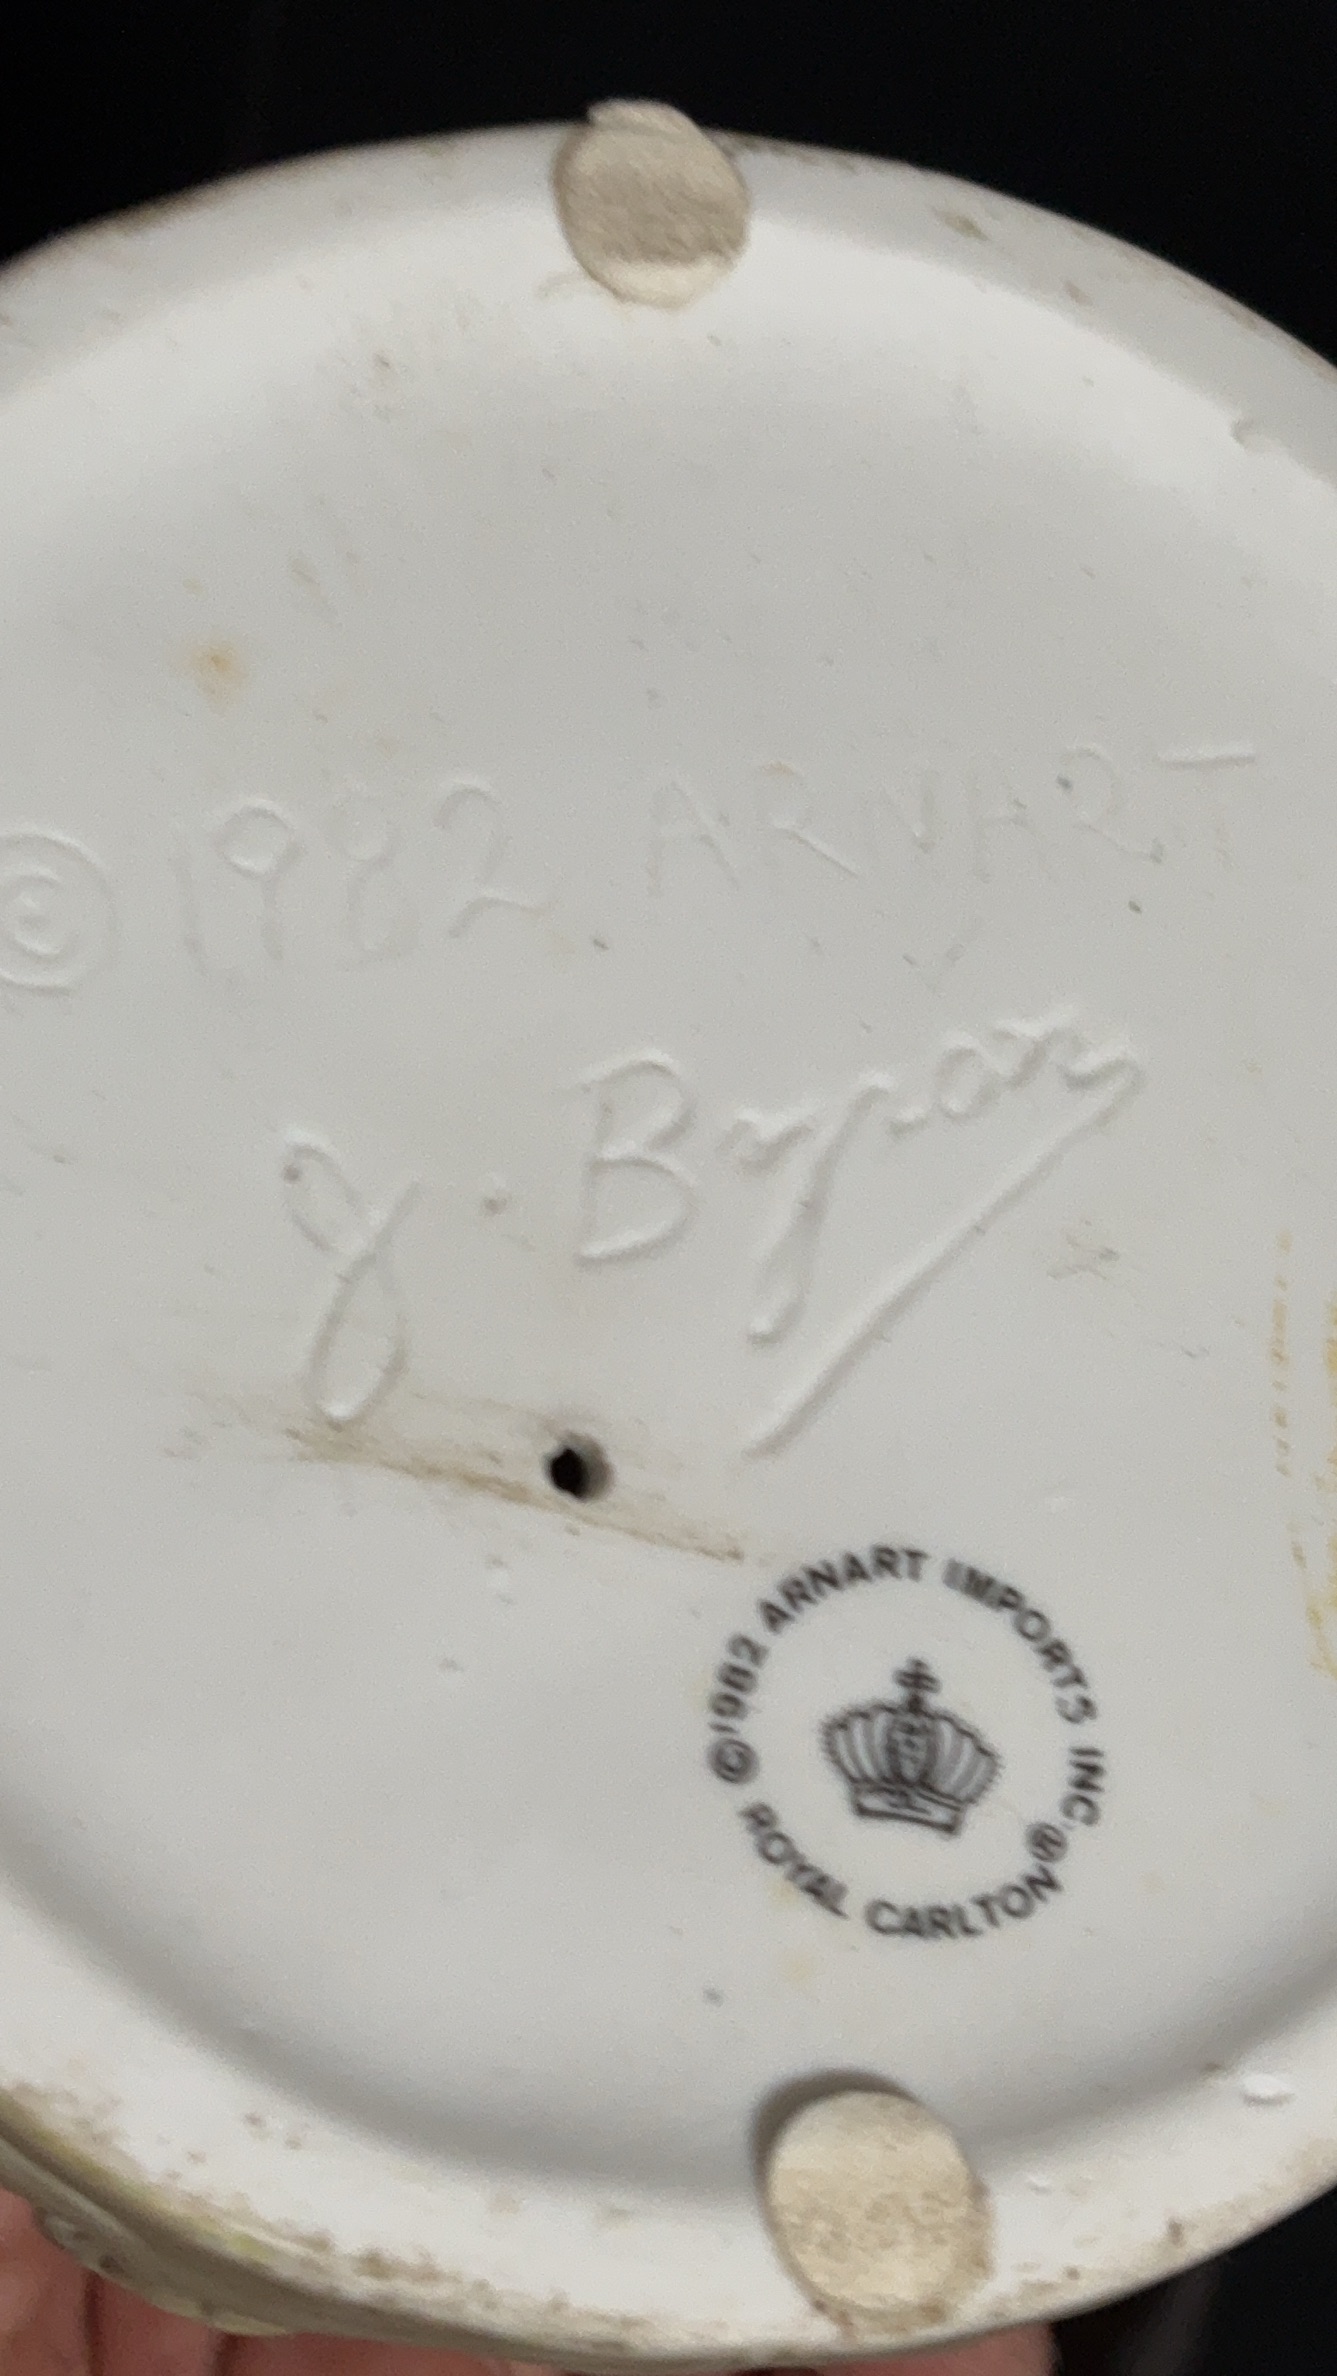 © 1982 ARNART
J. Bryan
© 1982 ARNART IMPORTS INC.®
ROYAL CARLTON